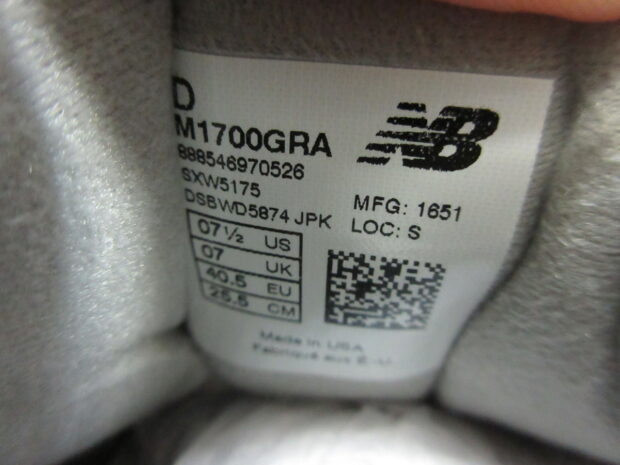 D
M1700GRA
888546970526
SXW5175
DSBWD5874 JPK
07½ US
07 UK
40.5 EU
25.5 CM
NB
MFG: 1651
LOC: S
Made in USA
Fabriqué aux É.-U.